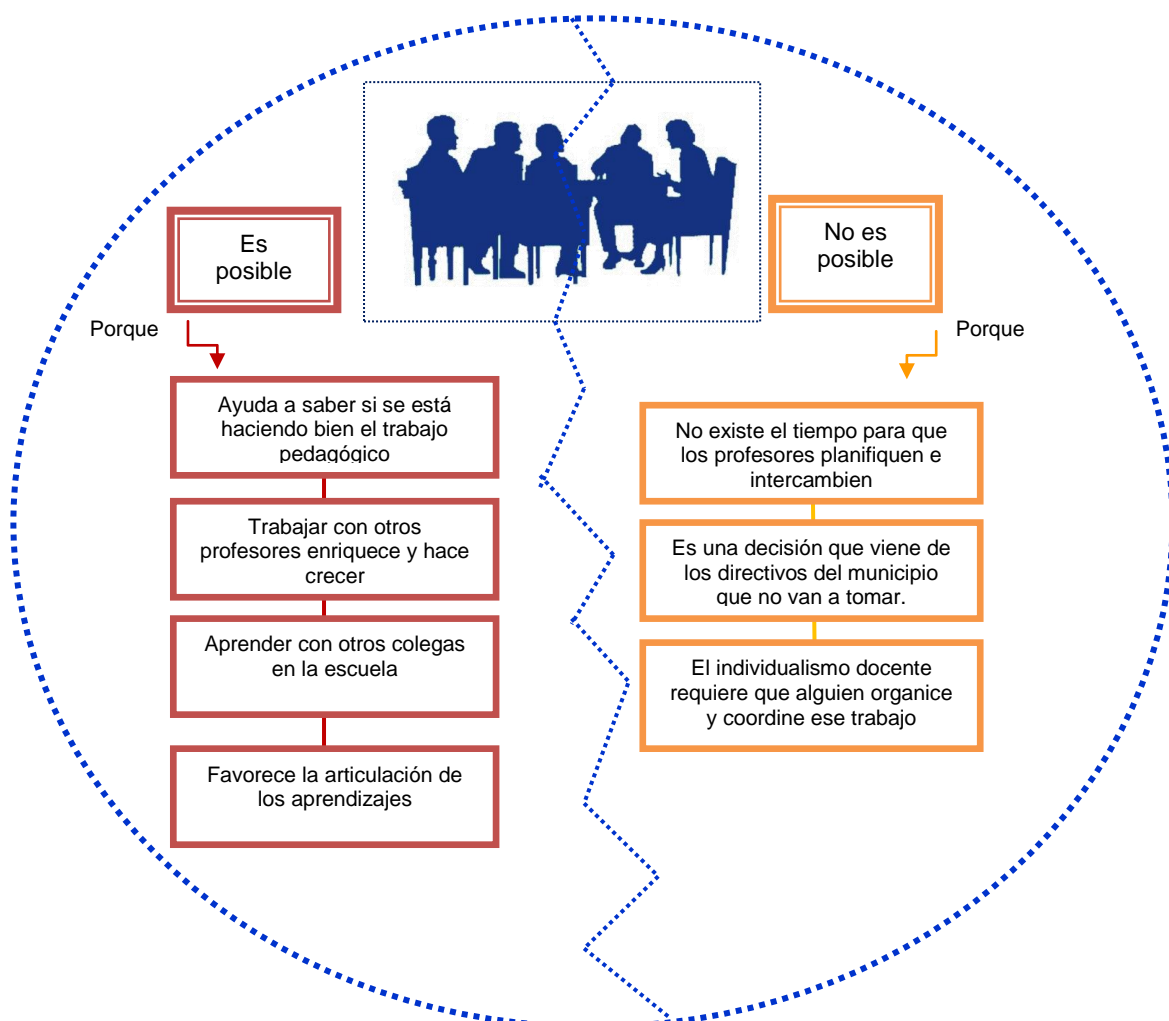 Es
posible
Porque
Ayuda a saber si se está
haciendo bien el trabajo
pedagógico
Trabajar con otros
profesores enriquece y hace
crecer
Aprender con otros colegas
en la escuela
Favorece la articulación de
los aprendizajes
No es
posible
Porque
No existe el tiempo para que
los profesores planifiquen e
intercambien
Es una decisión que viene de
los directivos del municipio
que no van a tomar.
El individualismo docente
requiere que alguien organice
y coordine ese trabajo